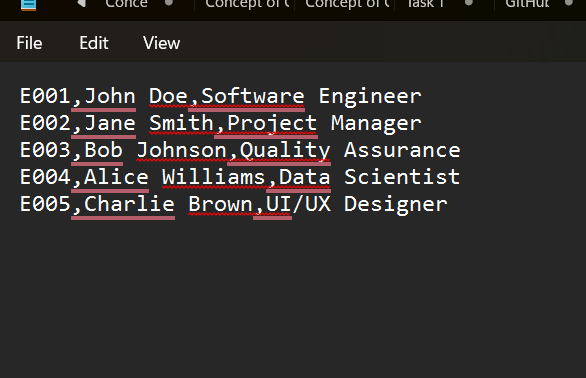 Conce Concept of C Concept of C Task 1 GitHub
File Edit View
E001,John Doe,Software Engineer
E002,Jane Smith,Project Manager
E003,Bob Johnson,Quality Assurance
E004,Alice Williams,Data Scientist
E005,Charlie Brown,UI/UX Designer